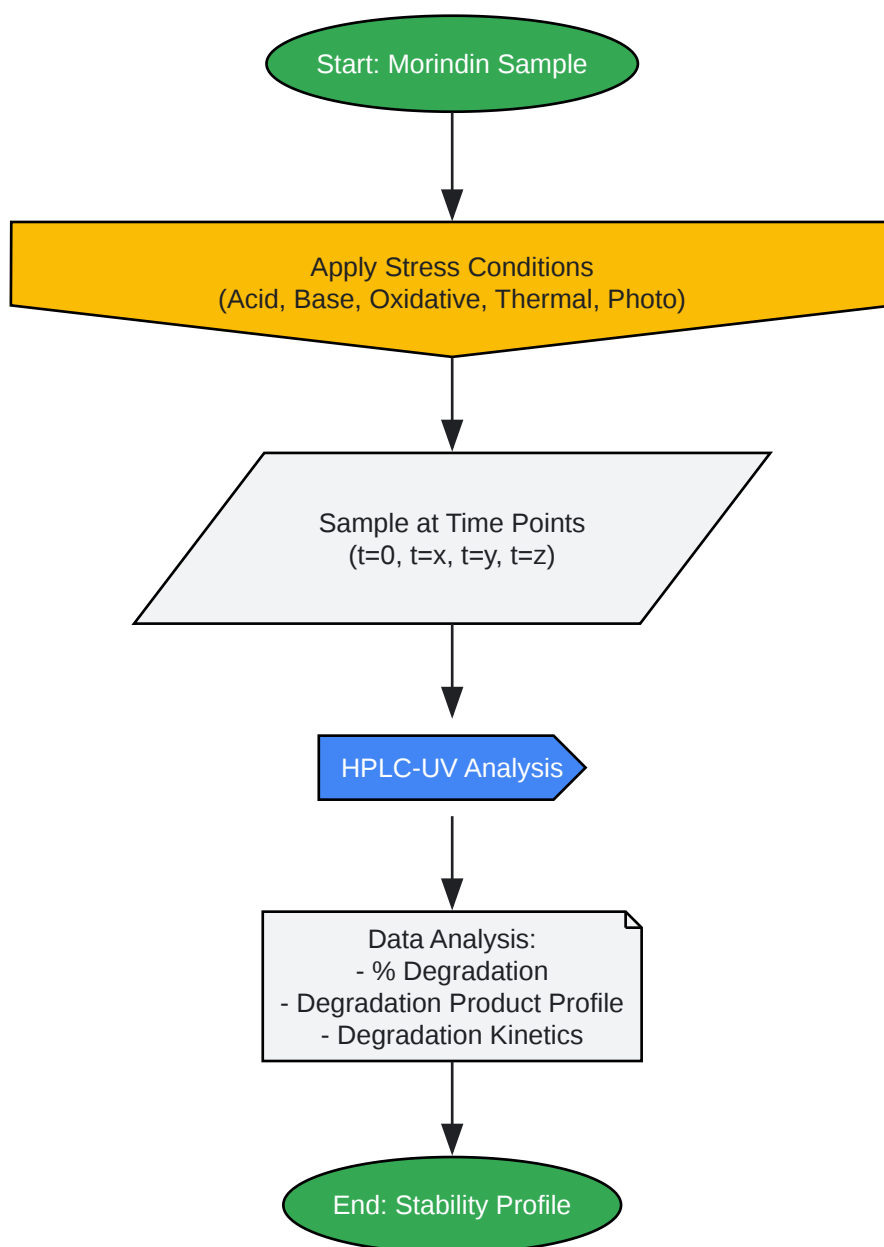 Start: Morindin Sample
Apply Stress Conditions
(Acid, Base, Oxidative, Thermal, Photo)
Sample at Time Points
(t=0, t=x, t=y, t=z)
HPLC-UV Analysis
Data Analysis:
- % Degradation
- Degradation Product Profile
- Degradation Kinetics
End: Stability Profile